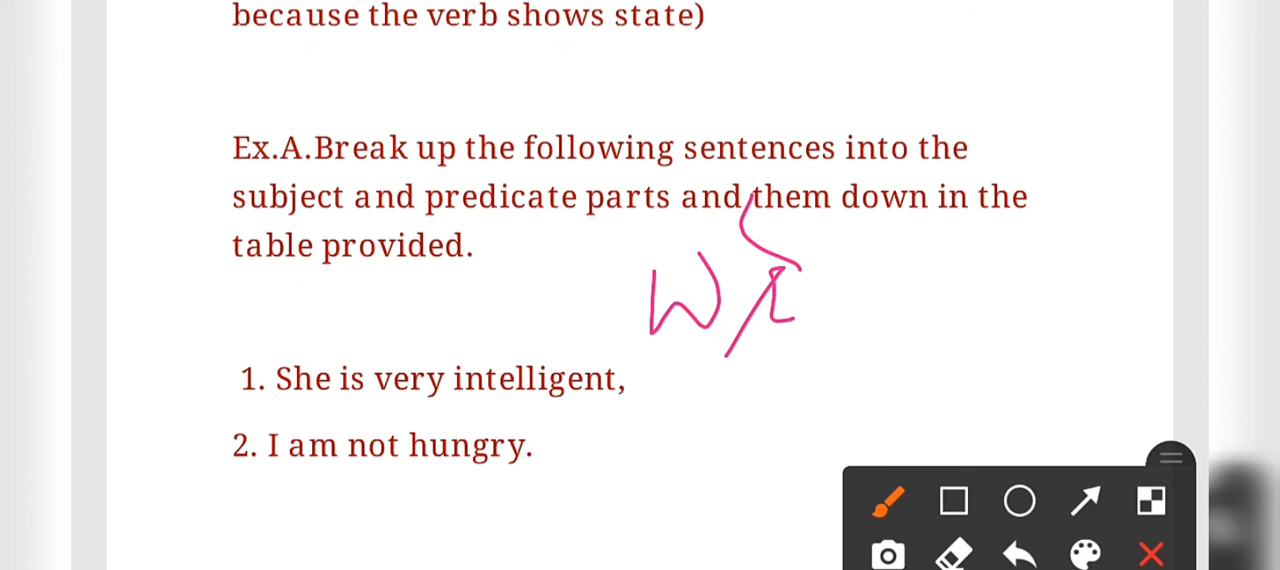 because the verb shows state)
Ex.A.Break up the following sentences into the
subject and predicate parts and them down in the
table provided.
1. She is very intelligent,
2. I am not hungry.